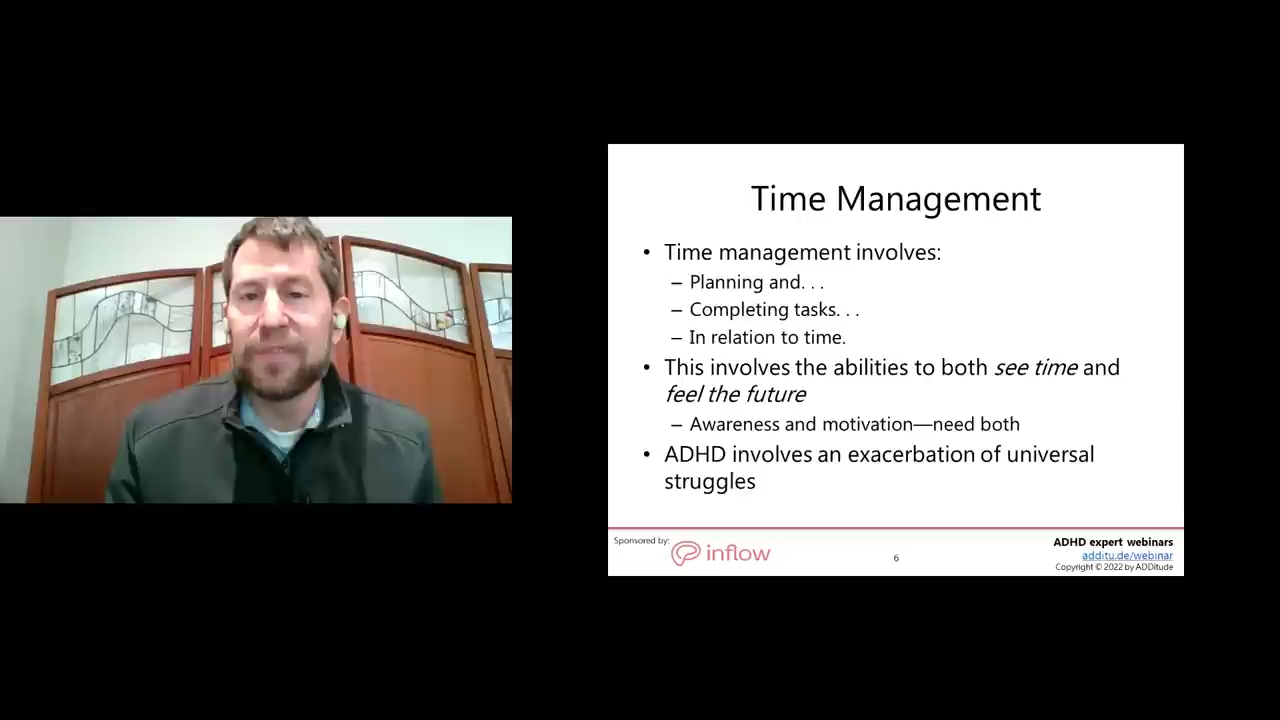 Time Management
• Time management involves:
– Planning and. . .
– Completing tasks. . .
– In relation to time.
• This involves the abilities to both see time and
feel the future
– Awareness and motivation—need both
• ADHD involves an exacerbation of universal
struggles
Sponsored by:
inflow
6
ADHD expert webinars
additu.de/webinar
Copyright © 2022 by ADDitude